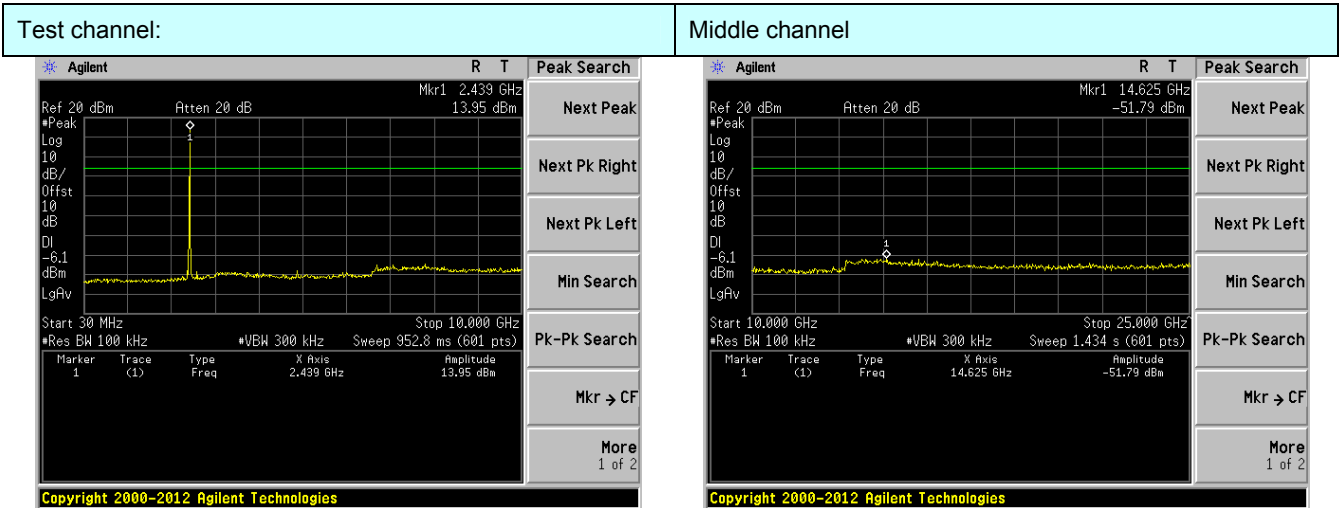 Test channel:
Middle channel
Agilent
R T
Peak Search
Mkr1 2.439 GHz
Ref 20 dBm Atten 20 dB 13.95 dBm
#Peak
Log
10
dB/
Offst
10
dB
DI
-6.1
dBm
LgAv
1
Start 30 MHz Stop 10.000 GHz
#Res BW 100 kHz #VBW 300 kHz Sweep 952.8 ms (601 pts)
Marker Trace Type X Axis Amplitude
1 (1) Freq 2.439 GHz 13.95 dBm
Next Peak
Next Pk Right
Next Pk Left
Min Search
Pk-Pk Search
Mkr → CF
More
1 of 2
Copyright 2000-2012 Agilent Technologies
Agilent
R T
Peak Search
Mkr1 14.625 GHz
Ref 20 dBm Atten 20 dB -51.79 dBm
#Peak
Log
10
dB/
Offst
10
dB
DI
-6.1
dBm
LgAv
1
Start 10.000 GHz Stop 25.000 GHz^
#Res BW 100 kHz #VBW 300 kHz Sweep 1.434 s (601 pts)
Marker Trace Type X Axis Amplitude
1 (1) Freq 14.625 GHz -51.79 dBm
Next Peak
Next Pk Right
Next Pk Left
Min Search
Pk-Pk Search
Mkr → CF
More
1 of 2
Copyright 2000-2012 Agilent Technologies